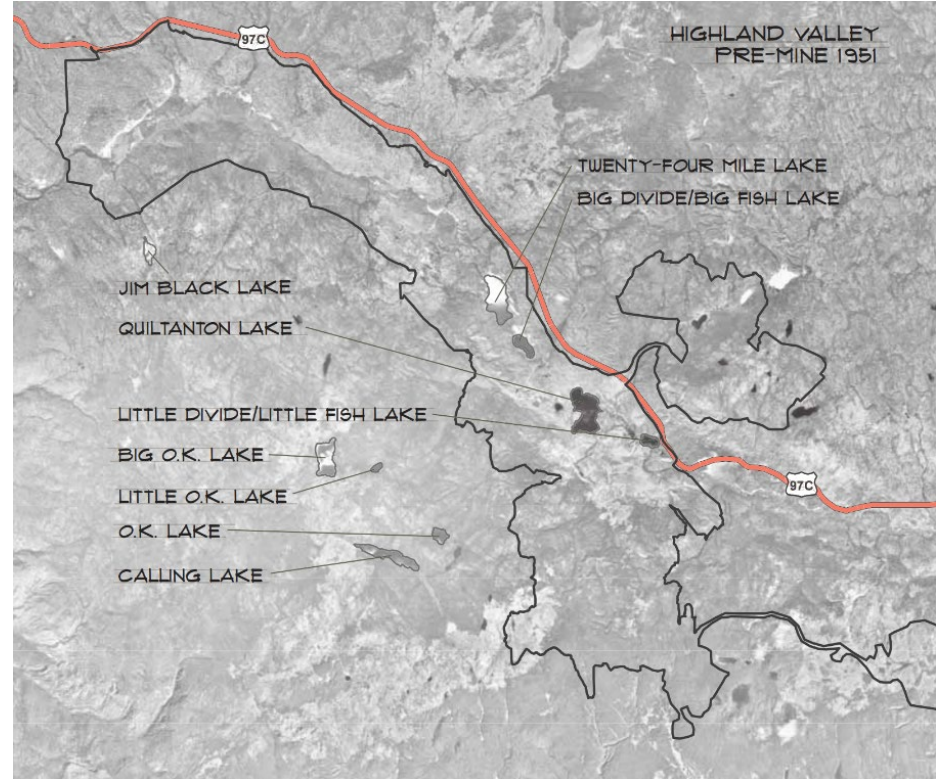 97C
HIGHLAND VALLEY
PRE-MINE 1951
TWENTY-FOUR MILE LAKE
BIG DIVIDE/BIG FISH LAKE
JIM BLACK LAKE
QUILTANTON LAKE
LITTLE DIVIDE/LITTLE FISH LAKE
BIG O.K. LAKE
97C
LITTLE O.K. LAKE
O.K. LAKE
CALLING LAKE